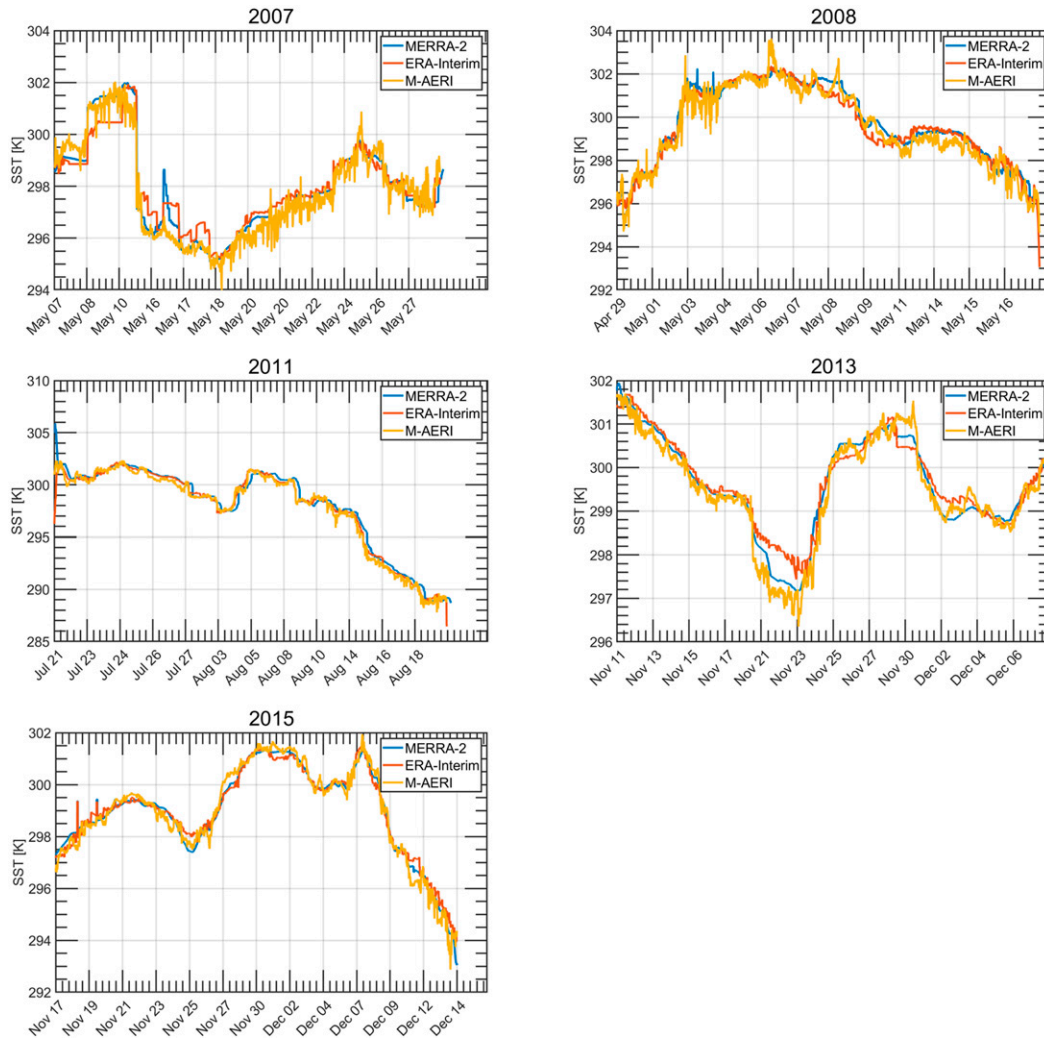 2007
304
302
300
298
296
294
SST [K]
MERRA-2
ERA-Interim
M-AERI
May 07
May 08
May 10
May 16
May 17
May 18
May 20
May 20
May 22
May 24
May 26
May 27
2008
304
302
300
298
296
294
292
SST [K]
MERRA-2
ERA-Interim
M-AERI
Apr 29
May 01
May 03
May 04
May 06
May 07
May 09
May 11
May 14
May 15
May 16
2011
310
305
300
295
290
285
SST [K]
MERRA-2
ERA-Interim
M-AERI
Jul 21
Jul 23
Jul 24
Jul 26
Jul 27
Aug 03
Aug 05
Aug 08
Aug 10
Aug 14
Aug 16
Aug 18
2013
302
301
300
299
298
297
296
SST [K]
MERRA-2
ERA-Interim
M-AERI
Nov 11
Nov 13
Nov 15
Nov 17
Nov 21
Nov 23
Nov 25
Nov 28
Nov 30
Dec 02
Dec 04
Dec 06
2015
302
300
298
296
294
292
SST [K]
MERRA-2
ERA-Interim
M-AERI
Nov 17
Nov 19
Nov 21
Nov 23
Nov 25
Nov 27
Nov 30
Dec 02
Dec 04
Dec 07
Dec 09
Dec 12
Dec 14